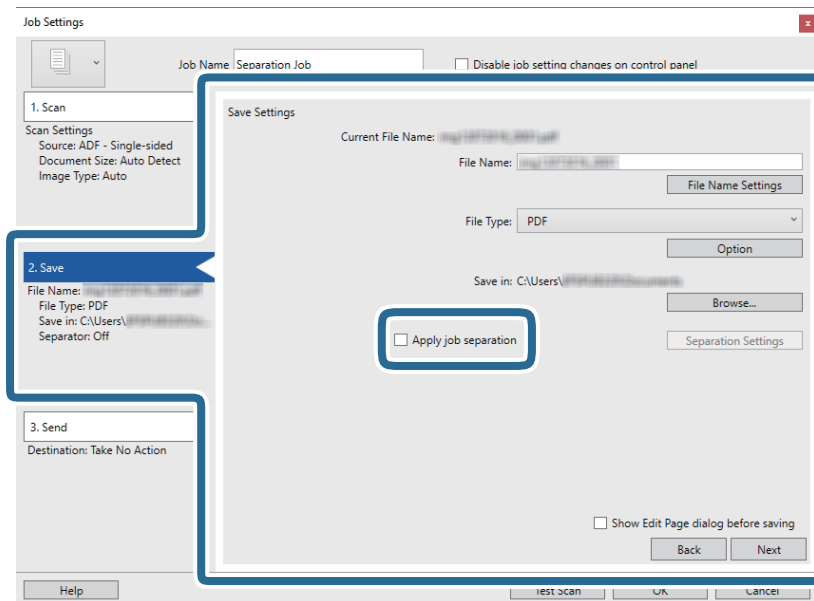 Job Settings
x
Job Name Separation Job
Disable job setting changes on control panel
1. Scan
Scan Settings
Source: ADF - Single-sided
Document Size: Auto Detect
Image Type: Auto
2. Save
File Name:
File Type: PDF
Save in: C:\Users\
Separator: Off
3. Send
Destination: Take No Action
Save Settings
Current File Name:
File Name:
File Name Settings
File Type: PDF
Option
Save in: C:\Users\
Browse...
Apply job separation
Separation Settings
Show Edit Page dialog before saving
Back
Next
Help
Test Scan
OK
Cancel